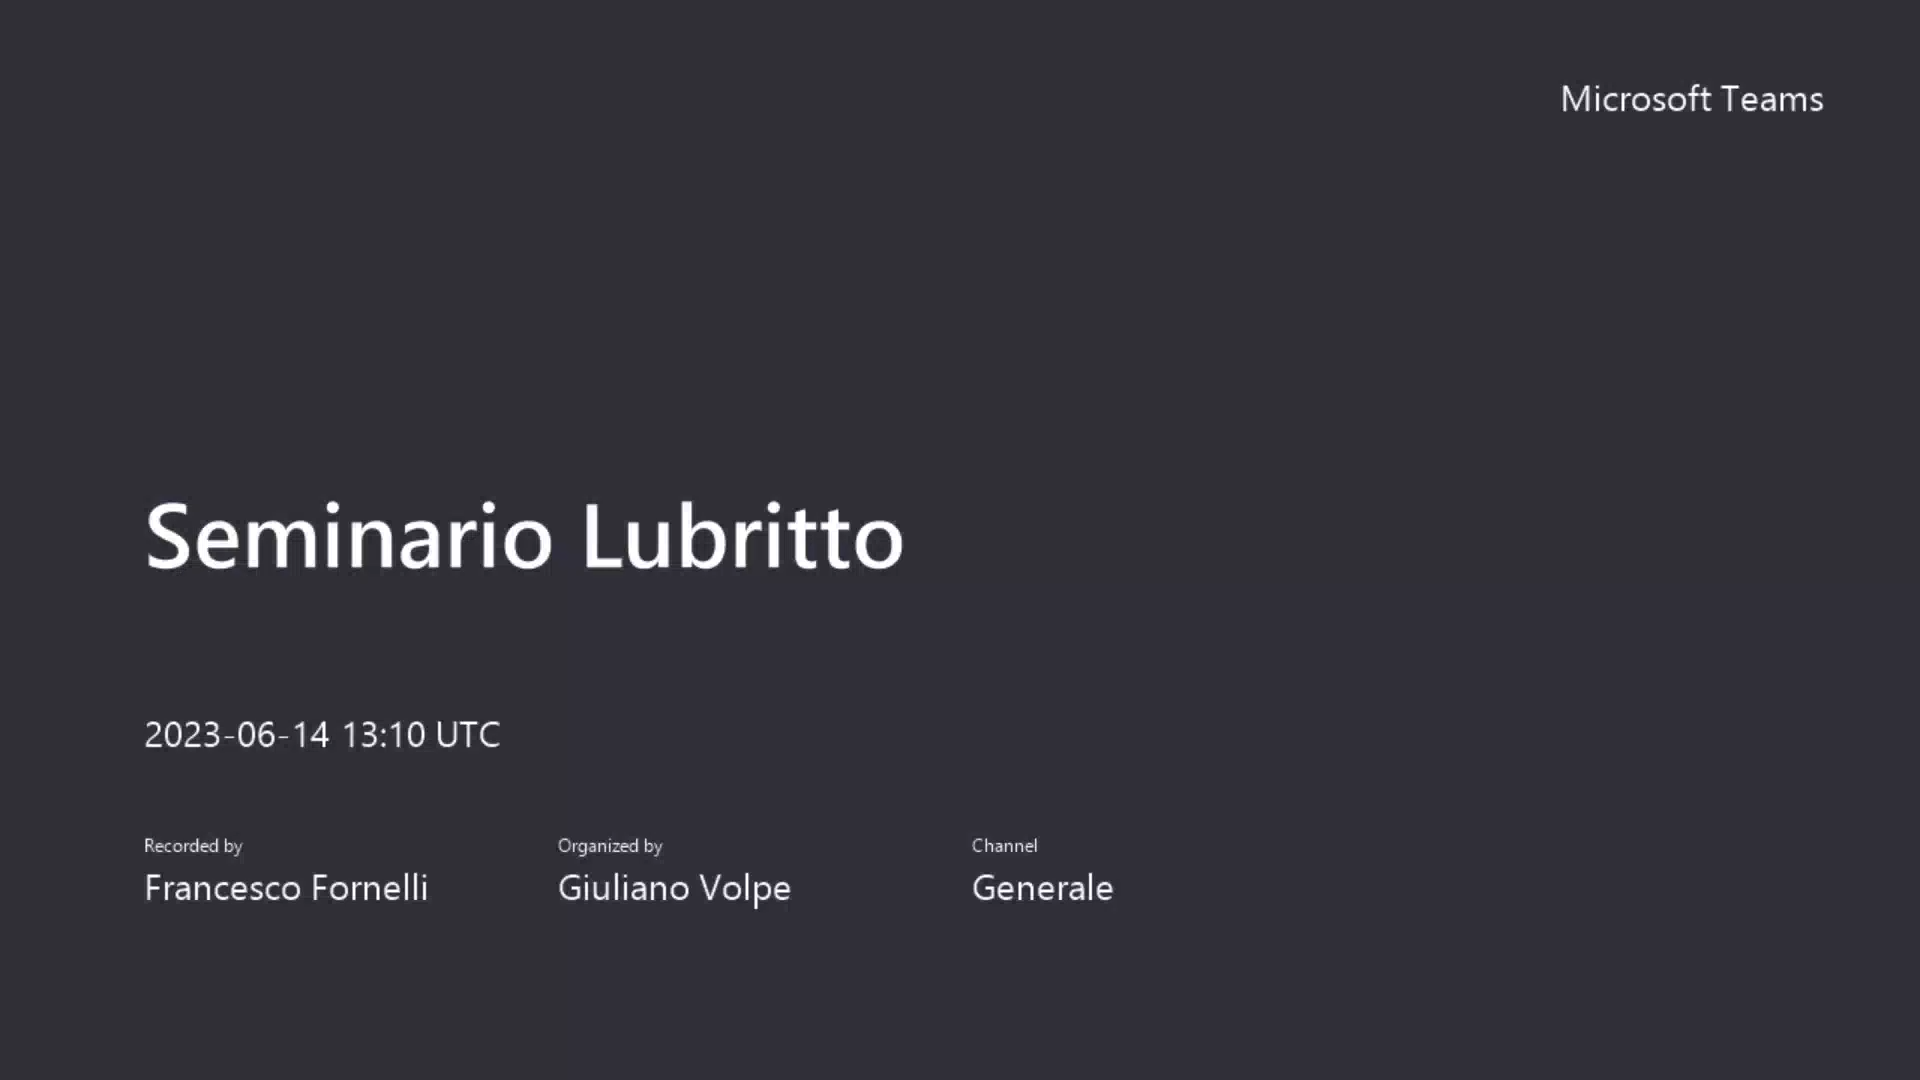 Microsoft Teams
Seminario Lubritto
2023-06-14 13:10 UTC
Recorded by
Francesco Fornelli
Organized by
Giuliano Volpe
Channel
Generale